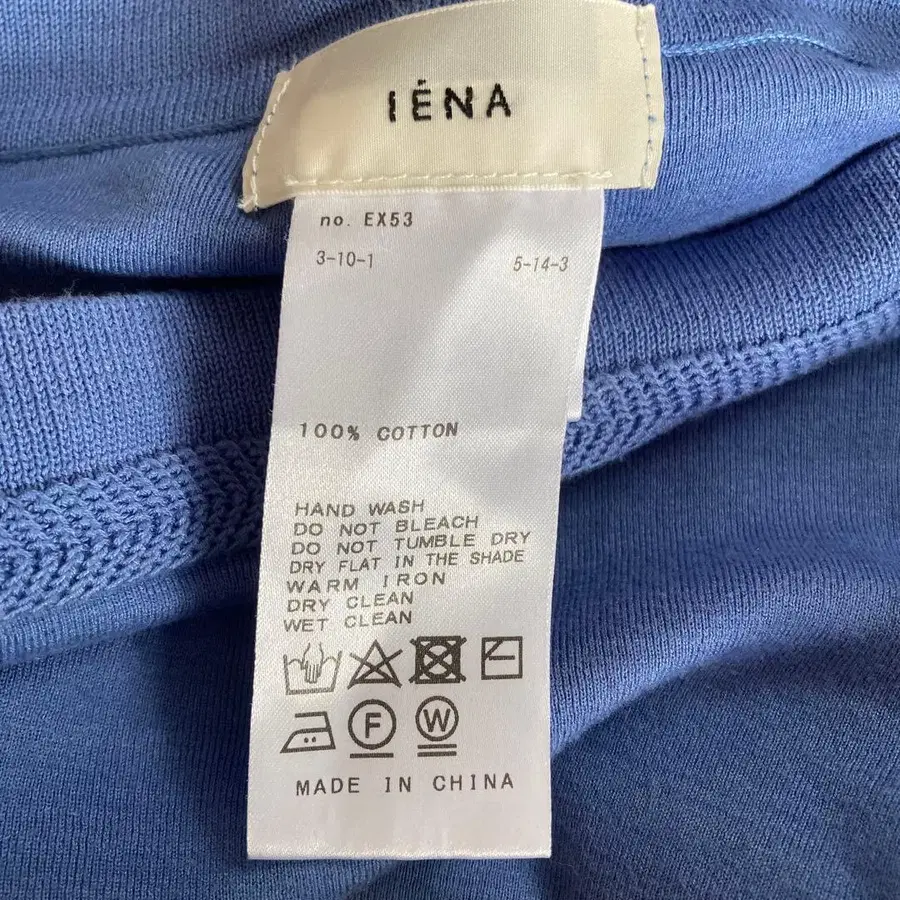 IÉNA
no. EX53
3-10-1 5-14-3
100% COTTON
HAND WASH
DO NOT BLEACH
DO NOT TUMBLE DRY
DRY FLAT IN THE SHADE
WARM IRON
DRY CLEAN
WET CLEAN
F W
MADE IN CHINA